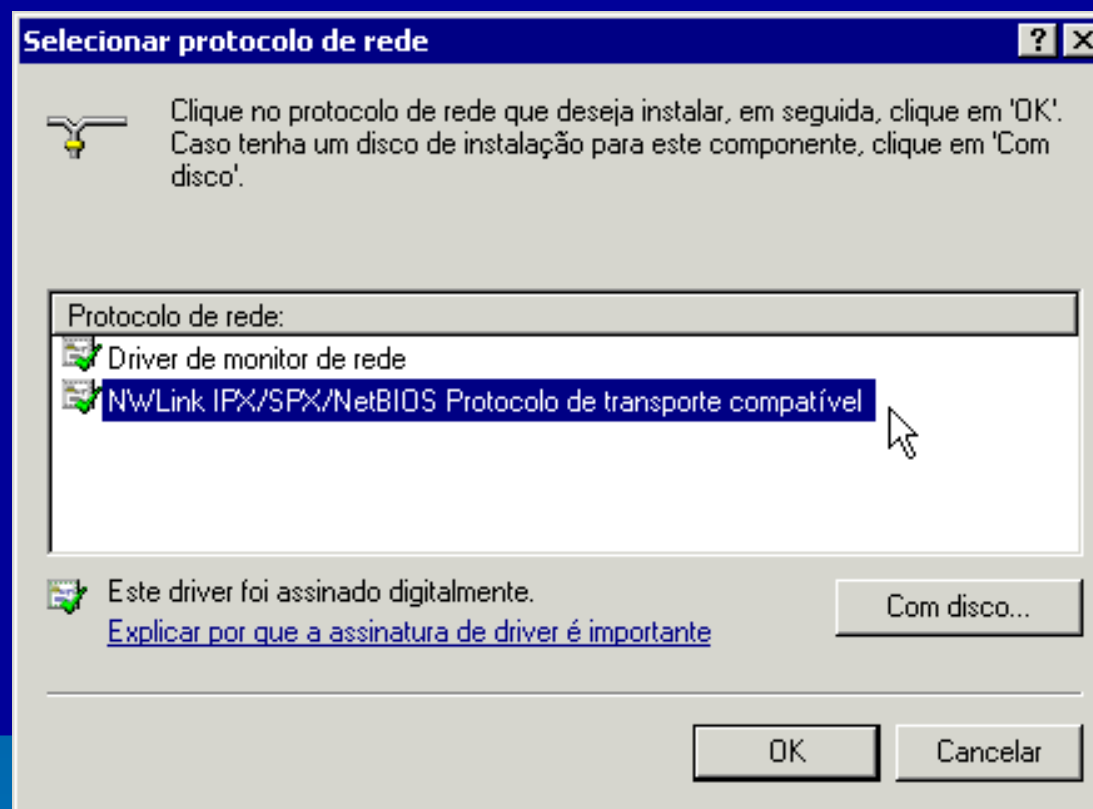 Selecionar protocolo de rede
Clique no protocolo de rede que deseja instalar, em seguida, clique em 'OK'.
Caso tenha um disco de instalação para este componente, clique em 'Com
disco'.
Protocolo de rede:
Driver de monitor de rede
NWLink IPX/SPX/NetBIOS Protocolo de transporte compatível
Este driver foi assinado digitalmente.
Explicar por que a assinatura de driver é importante
Com disco...
OK
Cancelar